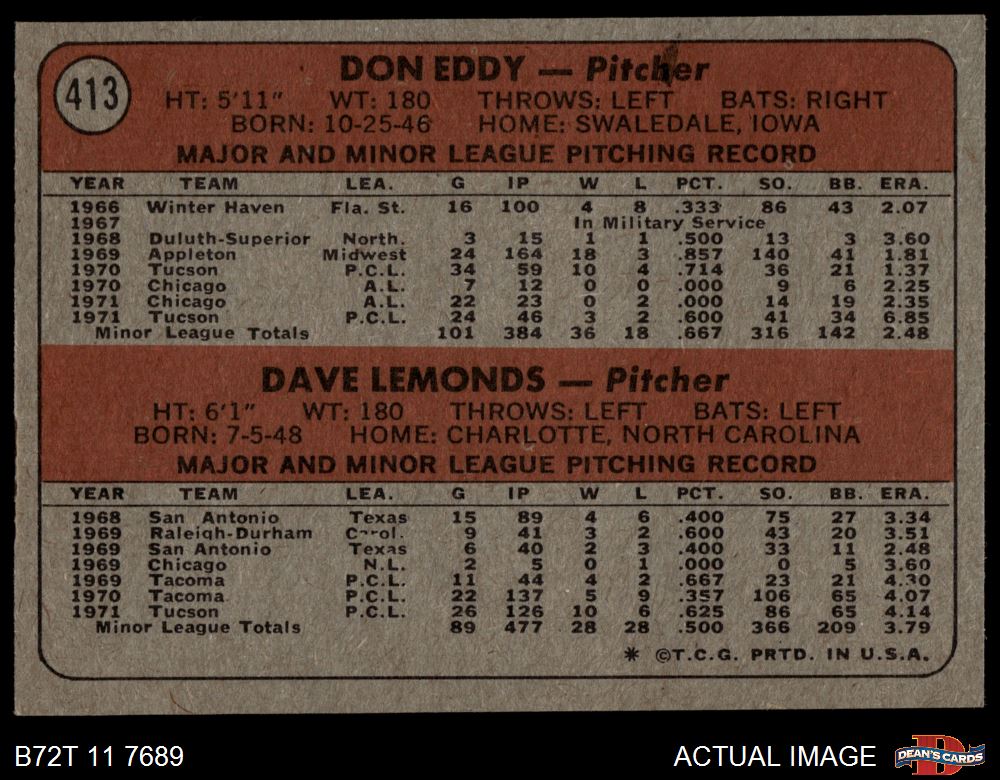 413
DON EDDY — Pitcher
HT: 5'11" WT: 180 THROWS: LEFT BATS: RIGHT
BORN: 10-25-46 HOME: SWALEDALE, IOWA
MAJOR AND MINOR LEAGUE PITCHING RECORD
YEAR TEAM LEA. G IP W L PCT. SO. BB. ERA.
1966 Winter Haven Fla. St. 16 100 4 8 .333 86 43 2.07
1967 In Military Service
1968 Duluth-Superior North. 3 15 1 1 .500 13 3 3.60
1969 Appleton Midwest 24 164 18 3 .857 140 41 1.81
1970 Tucson P.C.L. 34 59 10 4 .714 36 21 1.37
1970 Chicago A.L. 7 12 0 0 .000 9 6 2.25
1971 Chicago A.L. 22 23 0 2 .000 14 19 2.35
1971 Tucson P.C.L. 24 46 3 2 .600 41 34 6.85
Minor League Totals 101 384 36 18 .667 316 142 2.48
DAVE LEMONDS — Pitcher
HT: 6'1" WT: 180 THROWS: LEFT BATS: LEFT
BORN: 7-5-48 HOME: CHARLOTTE, NORTH CAROLINA
MAJOR AND MINOR LEAGUE PITCHING RECORD
YEAR TEAM LEA. G IP W L PCT. SO. BB. ERA.
1968 San Antonio Texas 15 89 4 6 .400 75 27 3.34
1969 Raleigh-Durham Carol. 9 41 3 2 .600 43 20 3.51
1969 San Antonio Texas 6 40 2 3 .400 33 11 2.48
1969 Chicago N.L. 2 5 0 1 .000 0 5 3.60
1969 Tacoma P.C.L. 11 44 4 2 .667 23 21 4.30
1970 Tacoma P.C.L. 22 137 5 9 .357 106 65 4.07
1971 Tucson P.C.L. 26 126 10 6 .625 86 65 4.14
Minor League Totals 89 477 28 28 .500 366 209 3.79
* ©T.C.G. PRTD. IN U.S.A.
B72T 11 7689 ACTUAL IMAGE DEAN'S CARDS